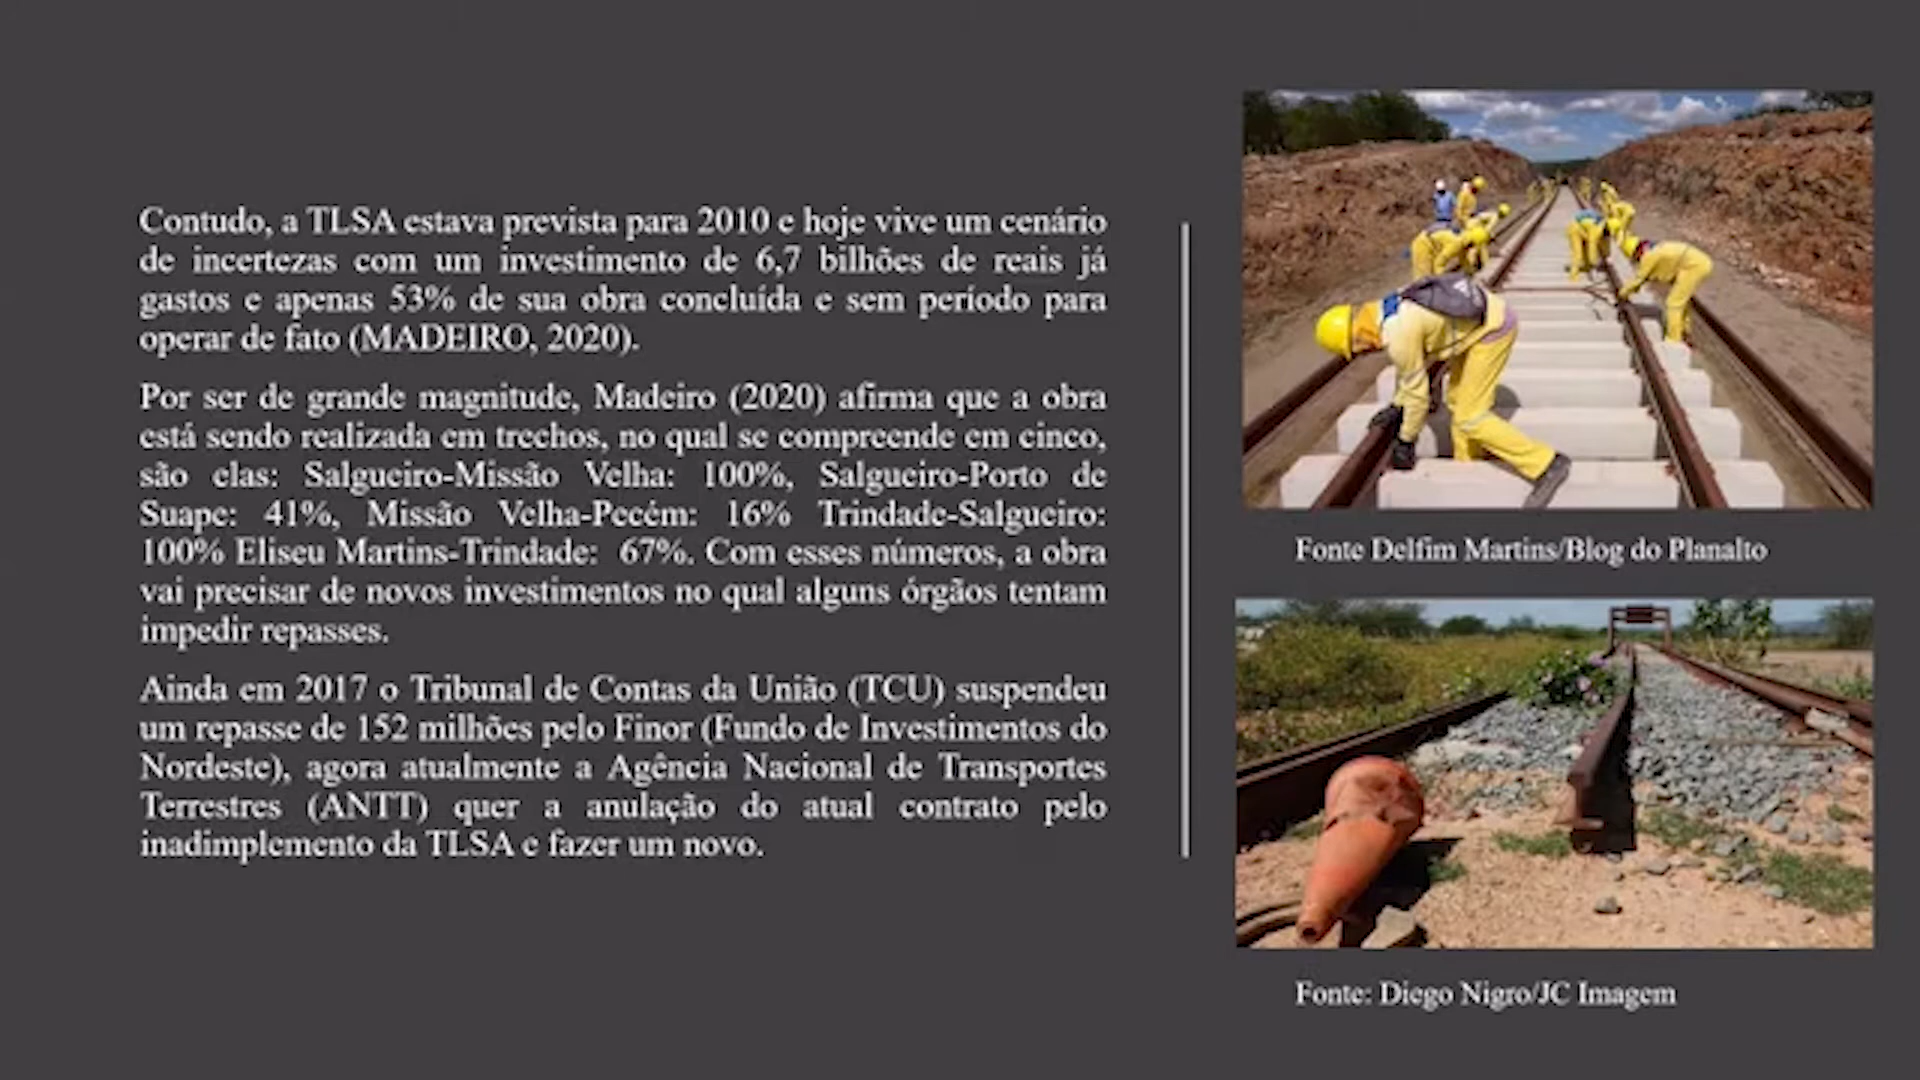 Contudo, a TLSA estava prevista para 2010 e hoje vive um cenário
de incertezas com um investimento de 6,7 bilhões de reais já
gastos e apenas 53% de sua obra concluída e sem período para
operar de fato (MADEIRO, 2020).
Por ser de grande magnitude, Madeiro (2020) afirma que a obra
está sendo realizada em trechos, no qual se compreende em cinco,
são elas: Salgueiro-Missão Velha: 100%, Salgueiro-Porto de
Suape: 41%, Missão Velha-Pecém: 16% Trindade-Salgueiro:
100% Eliseu Martins-Trindade: 67%. Com esses números, a obra
vai precisar de novos investimentos no qual alguns órgãos tentam
impedir repasses.
Ainda em 2017 o Tribunal de Contas da União (TCU) suspendeu
um repasse de 152 milhões pelo Finor (Fundo de Investimentos do
Nordeste), agora atualmente a Agência Nacional de Transportes
Terrestres (ANTT) quer a anulação do atual contrato pelo
inadimplemento da TLSA e fazer um novo.
Fonte Delfim Martins/Blog do Planalto
Fonte: Diego Nigro/JC Imagem